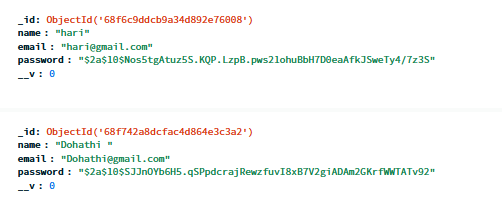 _id: ObjectId('68f6c9ddcb9a34d892e76008')
name : "hari"
email : "hari@gmail.com"
password : "$2a$10$Nos5tgAtuz5S.KQP.LzpB.pws2lohuBbH7D0eaAfkJSweTy4/7z3S"
__v : 0
_id: ObjectId('68f742a8dcfac4d864e3c3a2')
name : "Dohathi "
email : "Dohathi@gmail.com"
password : "$2a$10$SJJnOYb6H5.qSPpdcrajRewzfuvI8xB7V2giADAm2GKrfWWTATv92"
__v : 0